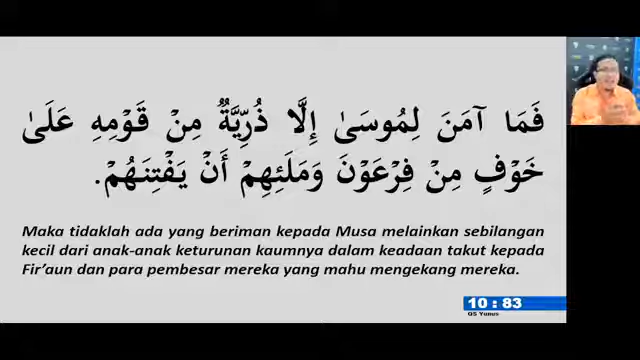 فَمَا آمَنَ لِمُوسَىٰ إِلَّا ذُرِّيَّةٌ مِنْ قَوْمِهِ عَلَىٰ
خَوْفٍ مِنْ فِرْعَوْنَ وَمَلَئِهِمْ أَنْ يَفْتِنَهُمْ.
Maka tidaklah ada yang beriman kepada Musa melainkan sebilangan
kecil dari anak-anak keturunan kaumnya dalam keadaan takut kepada
Fir’aun dan para pembesar mereka yang mahu mengekang mereka.
10 : 83
QS Yunus